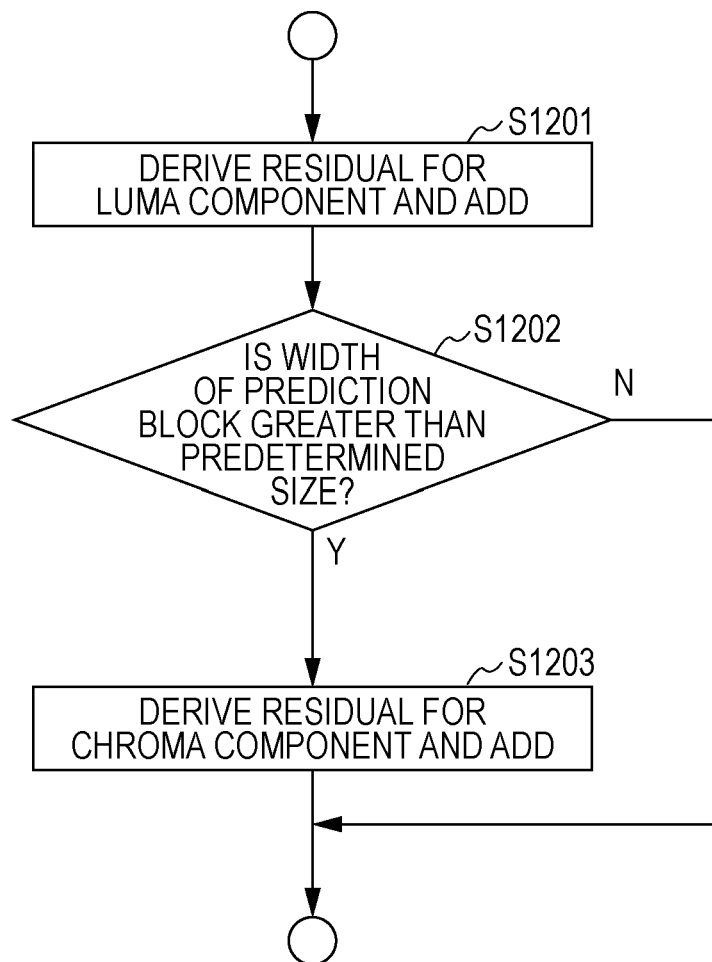 S1201
DERIVE RESIDUAL FOR
LUMA COMPONENT AND ADD
S1202
IS WIDTH
OF PREDICTION
BLOCK GREATER THAN
PREDETERMINED
SIZE?
N
Y
S1203
DERIVE RESIDUAL FOR
CHROMA COMPONENT AND ADD